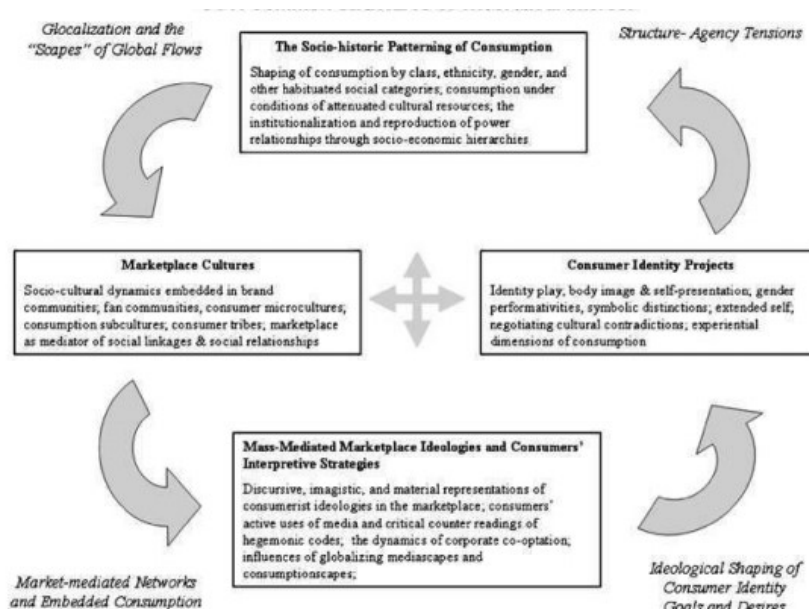 Glocalization and the
"Scapes" of Global Flows
The Socio-historic Patterning of Consumption
Shaping of consumption by class, ethnicity, gender, and
other habituated social categories; consumption under
conditions of attenuated cultural resources; the
institutionalization and reproduction of power
relationships through socio-economic hierarchies
Structure- Agency Tensions
Marketplace Cultures
Socio-cultural dynamics embedded in brand
communities; fan communities, consumer microcultures;
consumption subcultures; consumer tribes; marketplace
as mediator of social linkages & social relationships
Consumer Identity Projects
Identity play, body image & self-presentation; gender
performativities, symbolic distinctions; extended self;
negotiating cultural contradictions; experiential
dimensions of consumption
Mass-Mediated Marketplace Ideologies and Consumers'
Interpretive Strategies
Discursive, imagistic, and material representations of
consumerist ideologies in the marketplace; consumers'
active uses of media and critical counter readings of
hegemonic codes; the dynamics of corporate co-optation;
influences of globalizing mediascapes and
consumptionscapes;
Market-mediated Networks
and Embedded Consumption
Ideological Shaping of
Consumer Identity
Goals and Desires